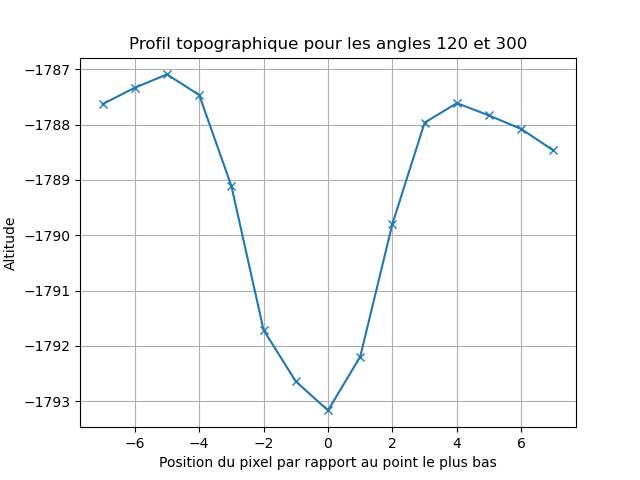 Profil topographique pour les angles 120 et 300
−1787
−1788
−1789
−1790
−1791
−1792
−1793
Altitude
−6 −4 −2 0 2 4 6
Position du pixel par rapport au point le plus bas